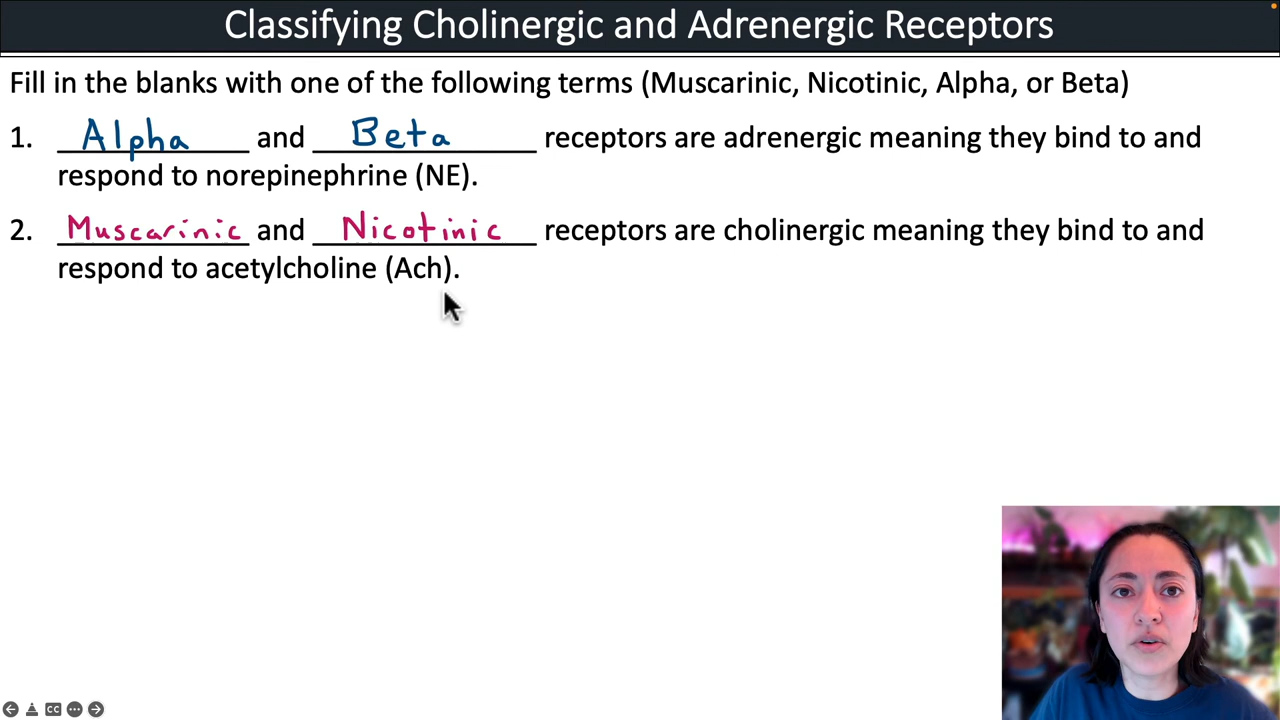 Classifying Cholinergic and Adrenergic Receptors
Fill in the blanks with one of the following terms (Muscarinic, Nicotinic, Alpha, or Beta)
1. Alpha and Beta receptors are adrenergic meaning they bind to and
respond to norepinephrine (NE).
2. Muscarinic and Nicotinic receptors are cholinergic meaning they bind to and
respond to acetylcholine (Ach).
CC